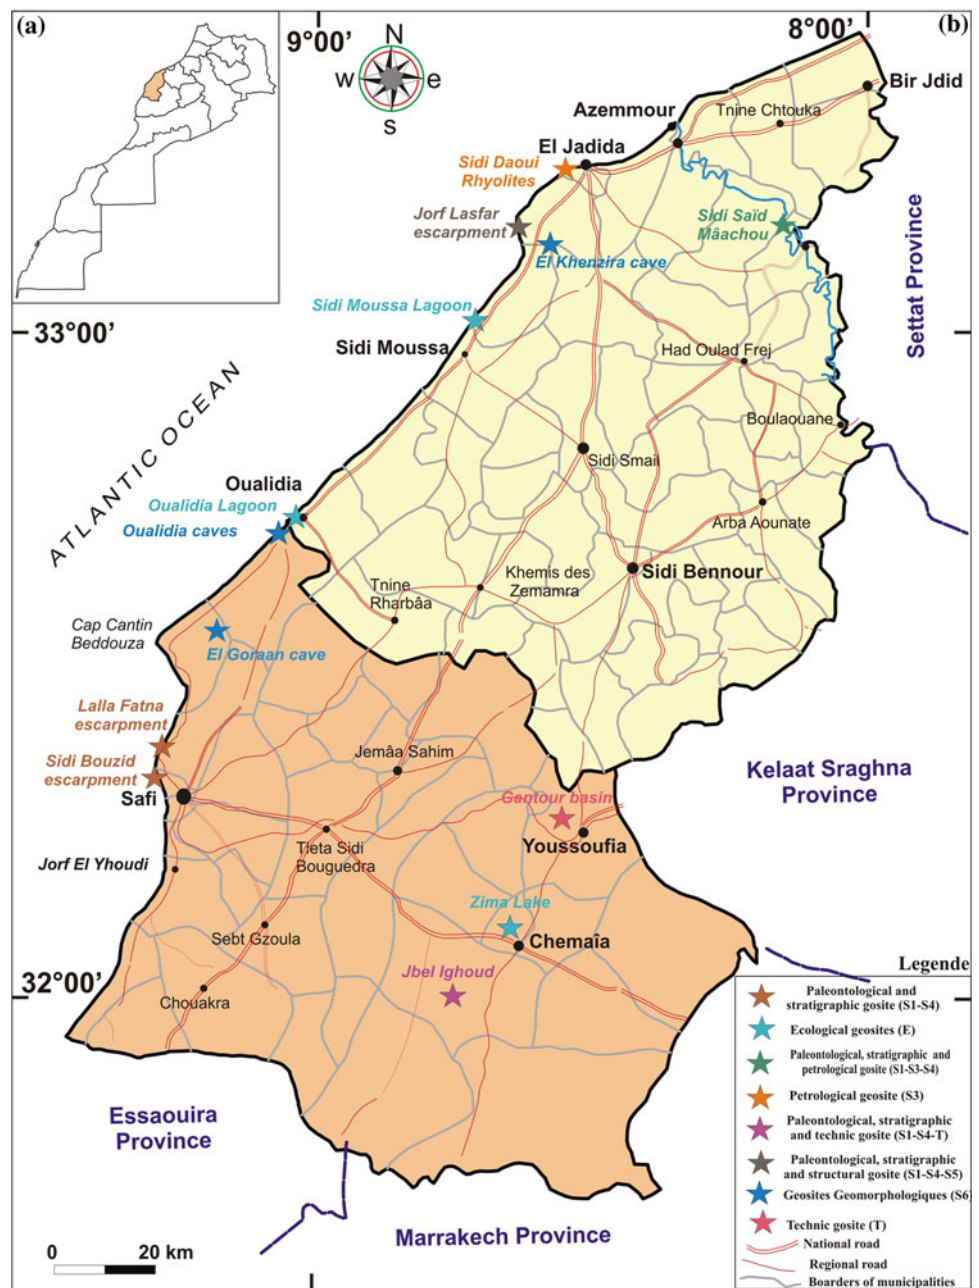 (a)
9°00’
8°00’
(b)
N
w
e
s
Bir Jdid
Azemmour
Tnine Chtouka
El Jadida
Sidi Daoui
Rhyolites
Jorf Lasfar
escarpment
Sidi Saïd
Mâachou
El Khenzira cave
Settat Province
Sidi Moussa Lagoon
33°00’
Sidi Moussa
Had Oulad Frej
ATLANTIC OCEAN
Boulaouane
Sidi Smail
Oualidia
Oualidia Lagoon
Oualidia caves
Arba Aounate
Sidi Bennour
Khemis des
Zemamra
Tnine
Rharbâa
Cap Cantin
Beddouza
El Goraan cave
Lalla Fatna
escarpment
Sidi Bouzid
escarpment
Jemâa Sahim
Kelaat Sraghna
Province
Safi
Gantour basin
Youssoufia
Tleta Sidi
Bouguedra
Jorf El Yhoudi
Zima Lake
Sebt Gzoula
Chemaîa
Jbel Ighoud
Chouakra
32°00’
Legende
Paleontological and
stratigraphic gosite (S1-S4)
Ecological geosites (E)
Paleontological, stratigraphic and
petrological gosite (S1-S3-S4)
Petrological geosite (S3)
Paleontological, stratigraphic
and technic gosite (S1-S4-T)
Paleontological, stratigraphic
and structural gosite (S1-S4-S5)
Geosites Geomorphologiques (S6)
Technic gosite (T)
National road
Regional road
Boarders of municipalities
Essaouira
Province
Marrakech Province
0
20 km